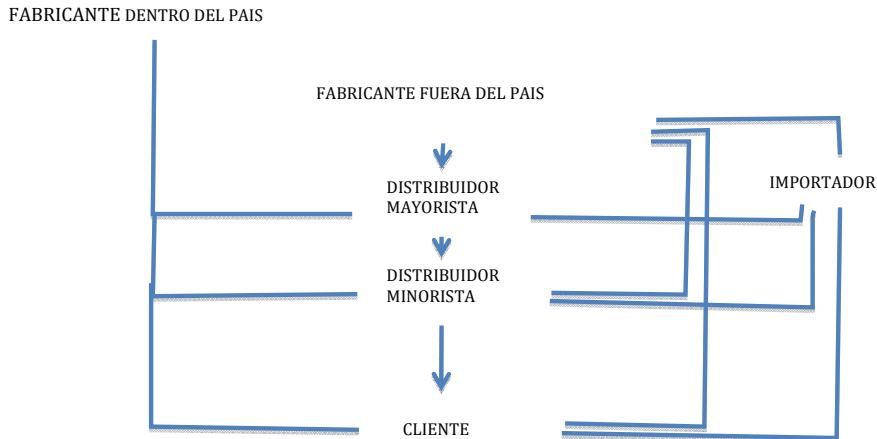 FABRICANTE DENTRO DEL PAIS
FABRICANTE FUERA DEL PAIS
IMPORTADOR
DISTRIBUIDOR
MAYORISTA
DISTRIBUIDOR
MINORISTA
CLIENTE